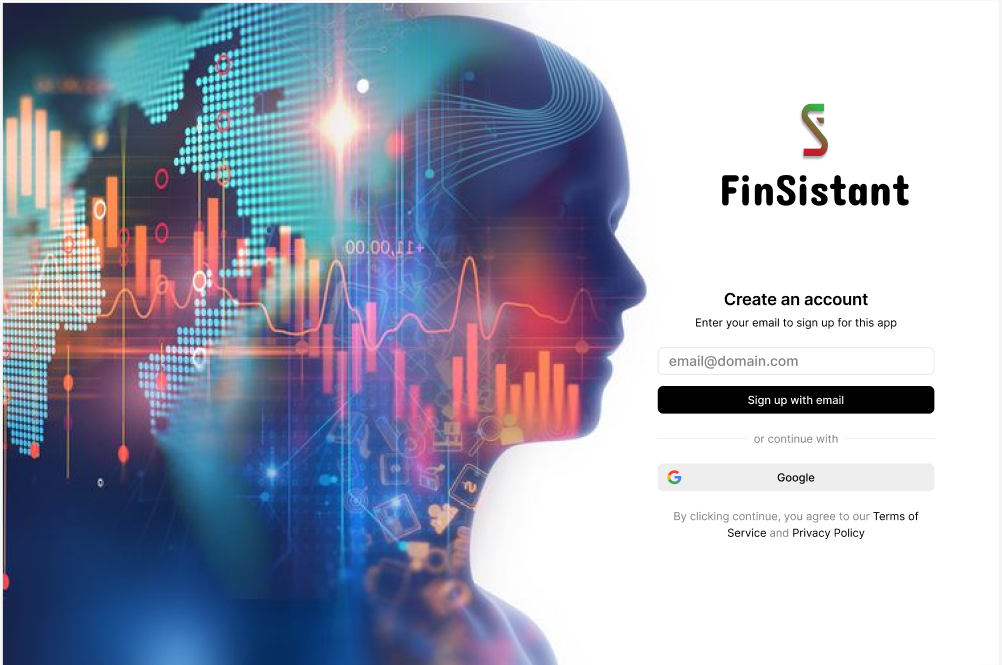 FinSistant
Create an account
Enter your email to sign up for this app
email@domain.com
Sign up with email
or continue with
Google
By clicking continue, you agree to our Terms of
Service and Privacy Policy